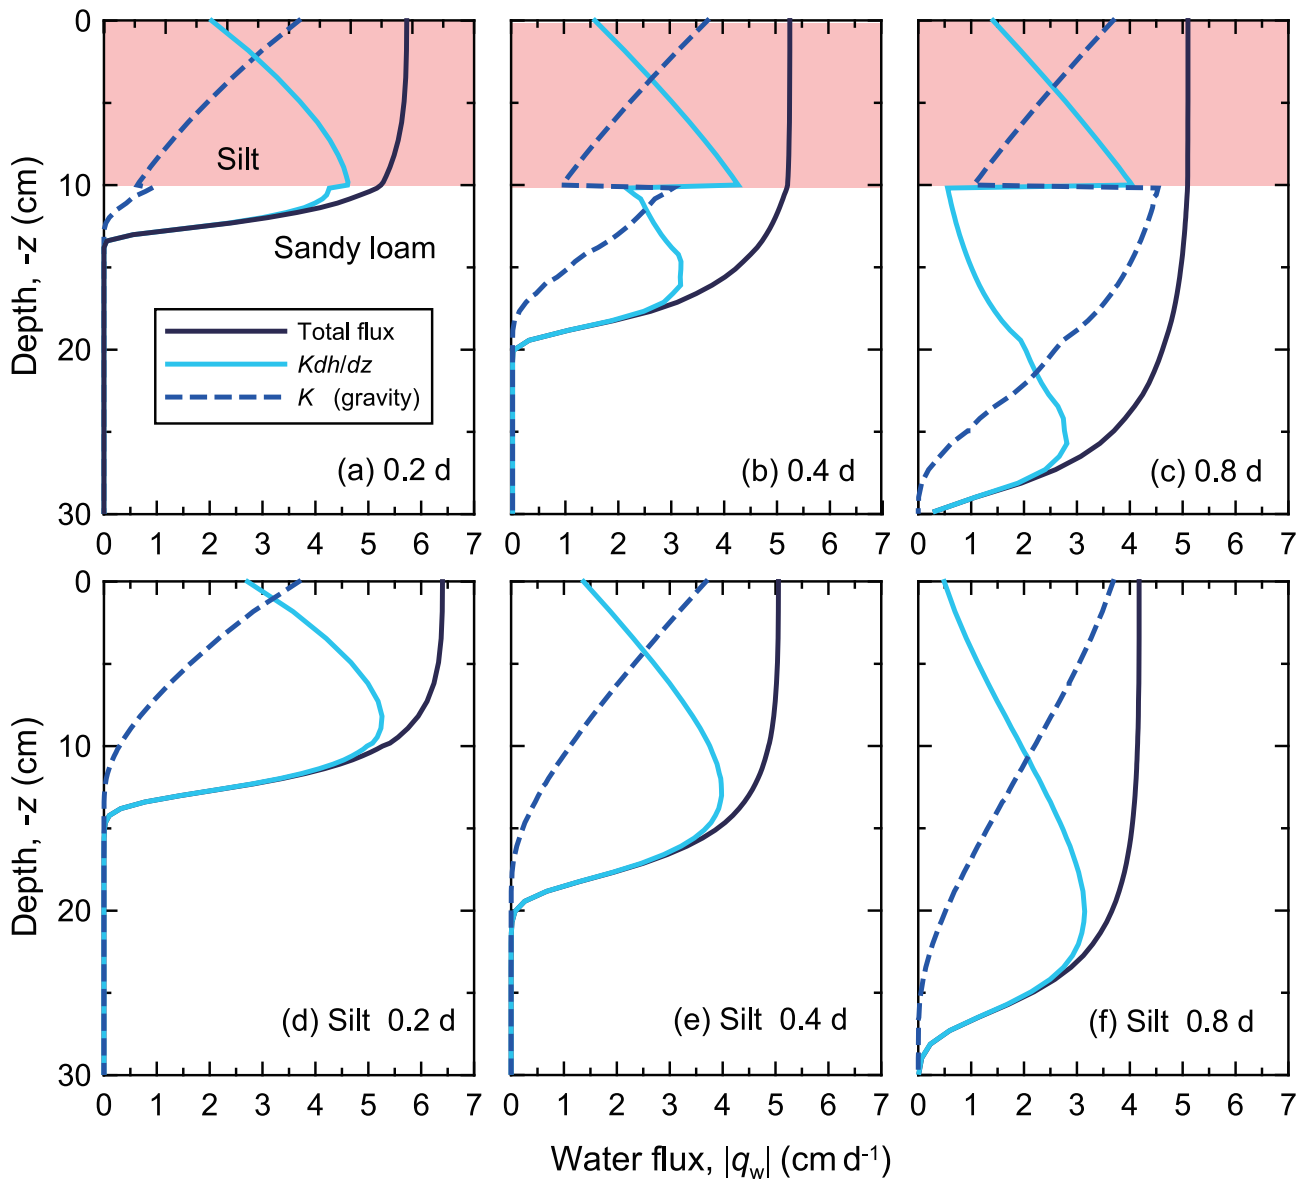 0
10
20
30
Depth, -z (cm)
Silt
Sandy loam
Total flux
Kdh/dz
K (gravity)
(a) 0.2 d
(b) 0.4 d
(c) 0.8 d
0 1 2 3 4 5 6 7
0 1 2 3 4 5 6 7
0 1 2 3 4 5 6 7
0
10
20
30
Depth, -z (cm)
(d) Silt 0.2 d
(e) Silt 0.4 d
(f) Silt 0.8 d
0 1 2 3 4 5 6 7
0 1 2 3 4 5 6 7
0 1 2 3 4 5 6 7
Water flux, |q_w| (cm d⁻¹)